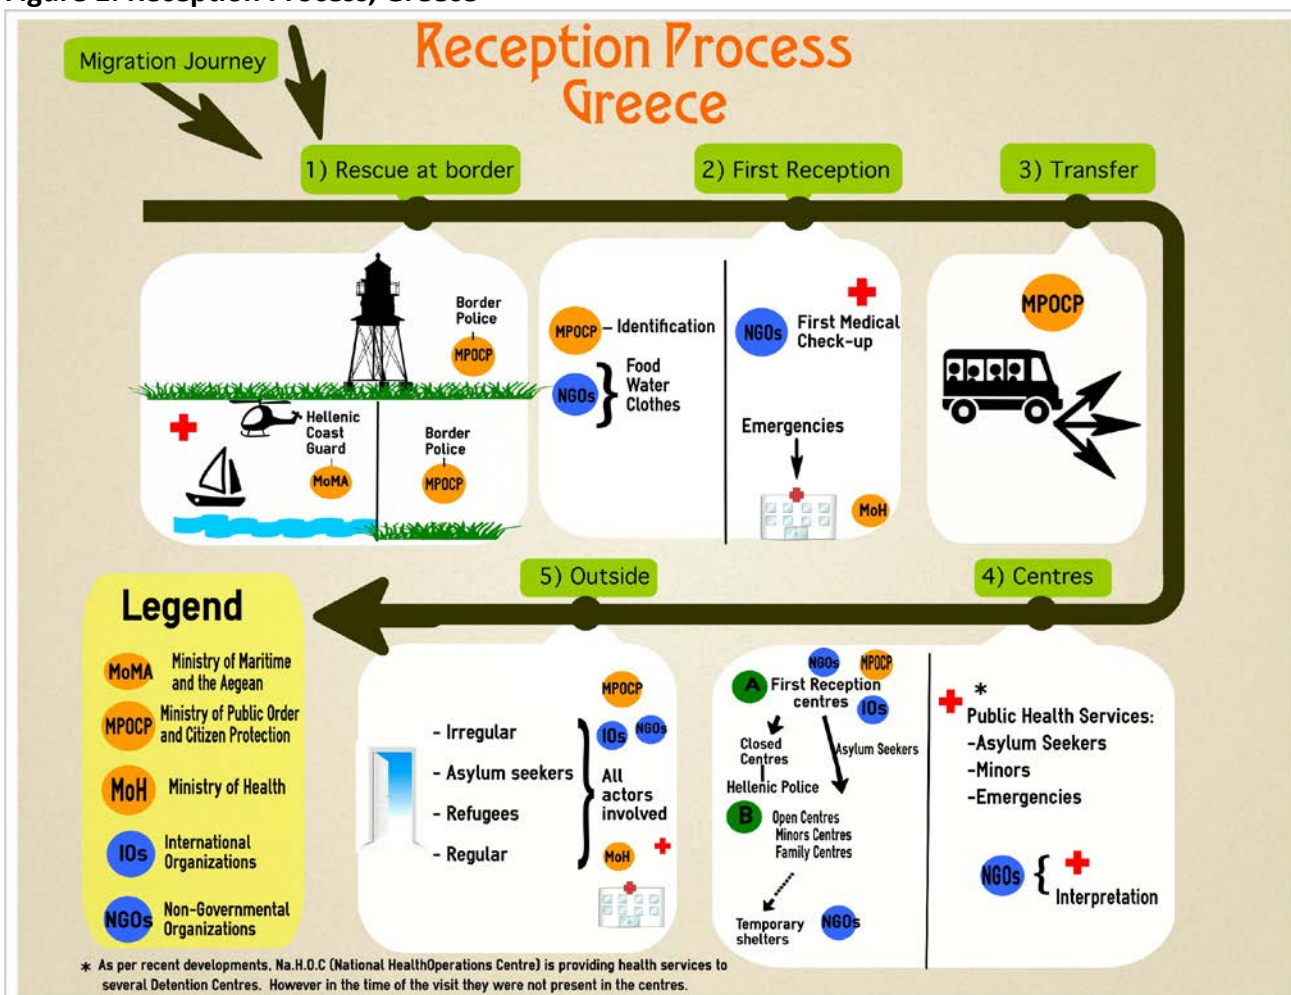 Figure 1: Reception Process, Greece
Reception Process
Greece
Migration Journey
1) Rescue at border
2) First Reception
3) Transfer
Border
Police
MPOCP
Hellenic
Coast
Guard
MoMA
Border
Police
MPOCP
MPOCP
– Identification
NGOs
Food
Water
Clothes
NGOs
First Medical
Check-up
Emergencies
MoH
MPOCP
5) Outside
4) Centres
Legend
MoMA
Ministry of Maritime
and the Aegean
MPOCP
Ministry of Public Order
and Citizen Protection
MoH
Ministry of Health
IOs
International
Organizations
NGOs
Non-Governmental
Organizations
- Irregular
- Asylum seekers
- Refugees
- Regular
MPOCP
IOs
NGOs
All
actors
involved
MoH
NGOs
MPOCP
A
First Reception
centres
IOs
Closed
Centres
Asylum Seekers
Hellenic Police
B
Open Centres
Minors Centres
Family Centres
Temporary
shelters
NGOs
*
Public Health Services:
-Asylum Seekers
-Minors
-Emergencies
NGOs
{
Interpretation
* As per recent developments, Na.H.O.C (National HealthOperations Centre) is providing health services to
several Detention Centres. However in the time of the visit they were not present in the centres.